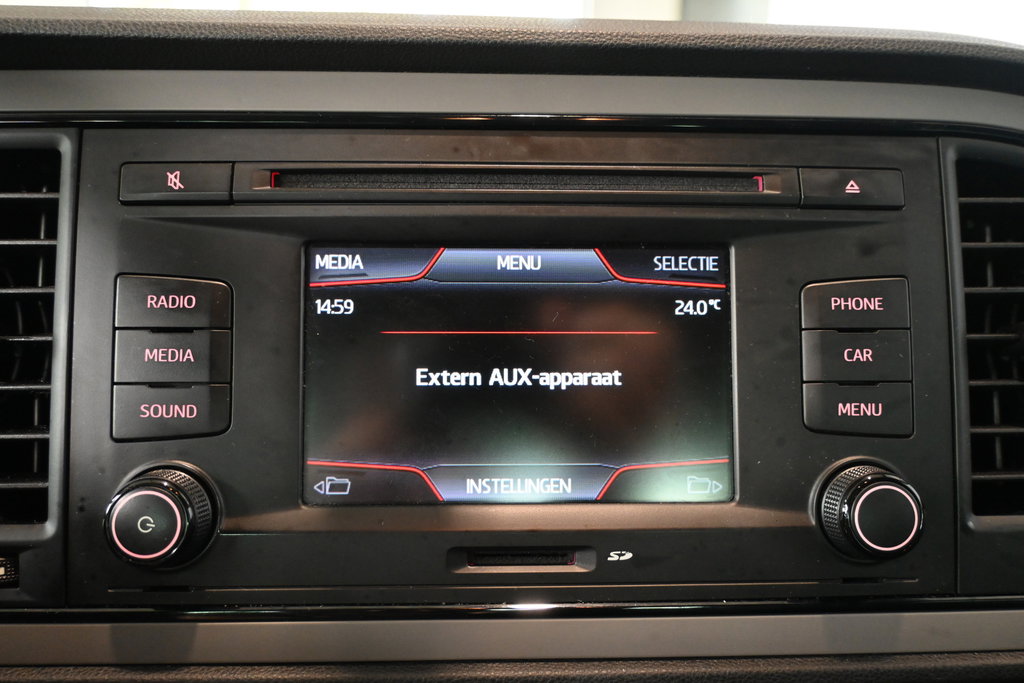 MEDIA MENU SELECTIE
14:59 24.0°C
RADIO
MEDIA
SOUND
Extern AUX-apparaat
PHONE
CAR
MENU
INSTELLINGEN
SD